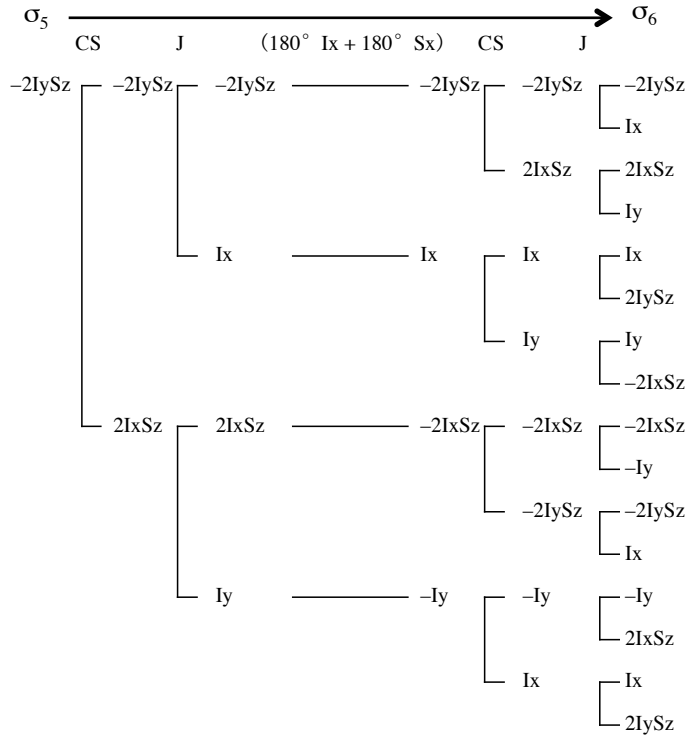 σ5 σ6
CS J (180° Ix + 180° Sx) CS J
–2IySz –2IySz –2IySz –2IySz –2IySz –2IySz
Ix
2IxSz 2IxSz
Iy
Ix Ix Ix Ix
2IySz
Iy Iy
–2IxSz
2IxSz 2IxSz –2IxSz –2IxSz –2IxSz
–Iy
–2IySz –2IySz
Ix
Iy –Iy –Iy –Iy
2IxSz
Ix Ix
2IySz